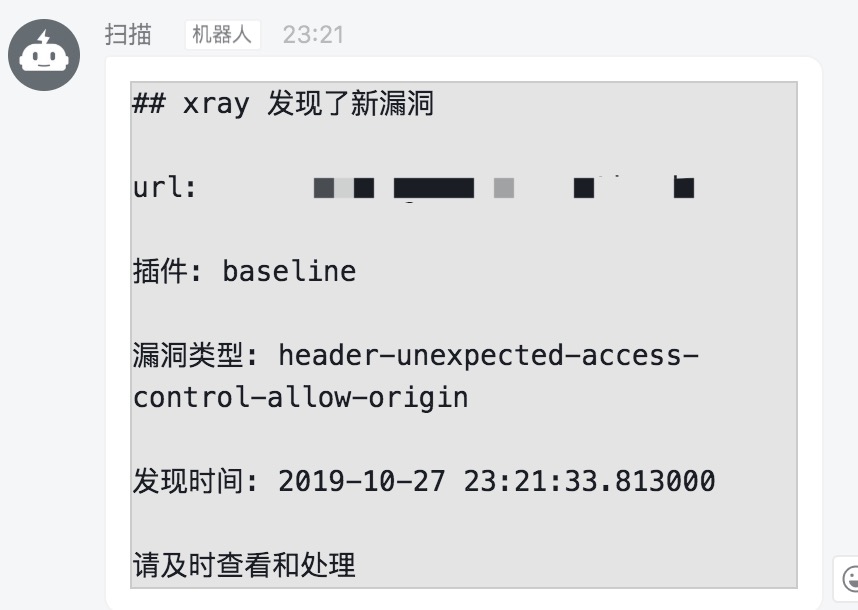 扫描 机器人 23:21
## xray 发现了新漏洞
url:
插件: baseline
漏洞类型: header-unexpected-access-
control-allow-origin
发现时间: 2019-10-27 23:21:33.813000
请及时查看和处理